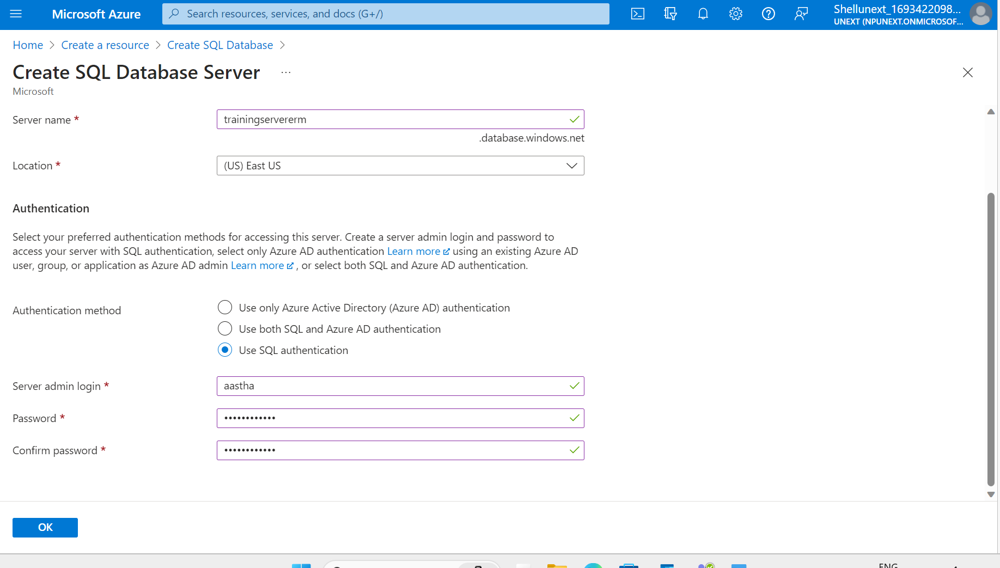 Microsoft Azure
Search resources, services, and docs (G+/)
Shellunext_1693422098...
UNEXT (NPUNEXT.ONMICROSOF...
Home > Create a resource > Create SQL Database >
Create SQL Database Server ...
Microsoft
Server name *
trainingservererm
.database.windows.net
Location *
(US) East US
Authentication
Select your preferred authentication methods for accessing this server. Create a server admin login and password to
access your server with SQL authentication, select only Azure AD authentication Learn more using an existing Azure AD
user, group, or application as Azure AD admin Learn more , or select both SQL and Azure AD authentication.
Authentication method
Use only Azure Active Directory (Azure AD) authentication
Use both SQL and Azure AD authentication
Use SQL authentication
Server admin login *
aastha
Password *
••••••••••••
Confirm password *
••••••••••••
OK
ENG